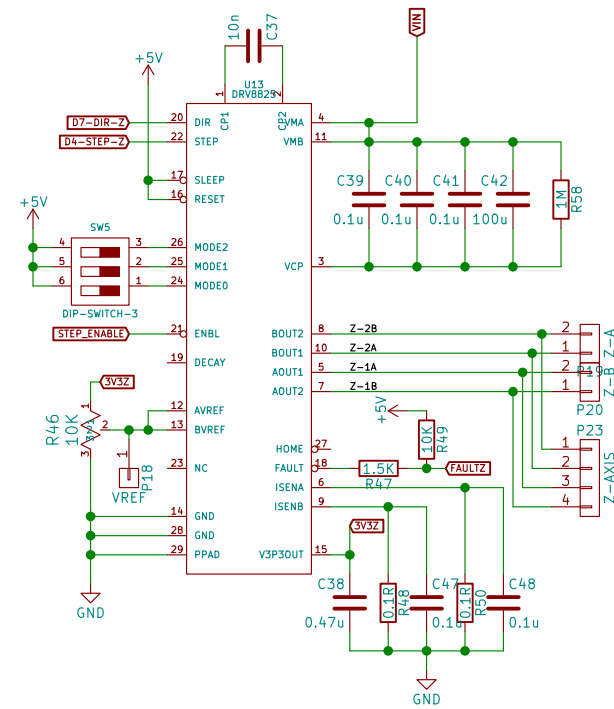 10n
C37
VIN
+5V
U13
DRV8825
1
2
CP1
CP2
D7-DIR-Z
20
DIR
VMA
4
D4-STEP-Z
22
STEP
VMB
11
17
SLEEP
16
RESET
C39
C40
C41
C42
1M
R58
0.1u
0.1u
0.1u
100u
+5V
SW5
4
3
26
MODE2
5
2
25
MODE1
VCP
3
6
1
24
MODE0
DIP-SWITCH-3
STEP_ENABLE
21
ENBL
BOUT2
8
Z-2B
2
Z-A
BOUT1
10
Z-2A
1
P19
19
DECAY
AOUT1
5
Z-1A
2
Z-B
AOUT2
7
Z-1B
1
P20
3V3Z
R46
10K
1
2
3
12
AVREF
13
BVREF
+5V
10K
R49
P23
1
2
3
4
Z-AXIS
HOME
27
23
NC
FAULT
18
1.5K
R47
FAULTZ
1
P18
VREF
ISENA
6
ISENB
9
14
GND
28
GND
29
PPAD
V3P3OUT
15
3V3Z
GND
C38
0.47u
0.1R
R48
C47
0.1u
0.1R
R50
C48
0.1u
GND